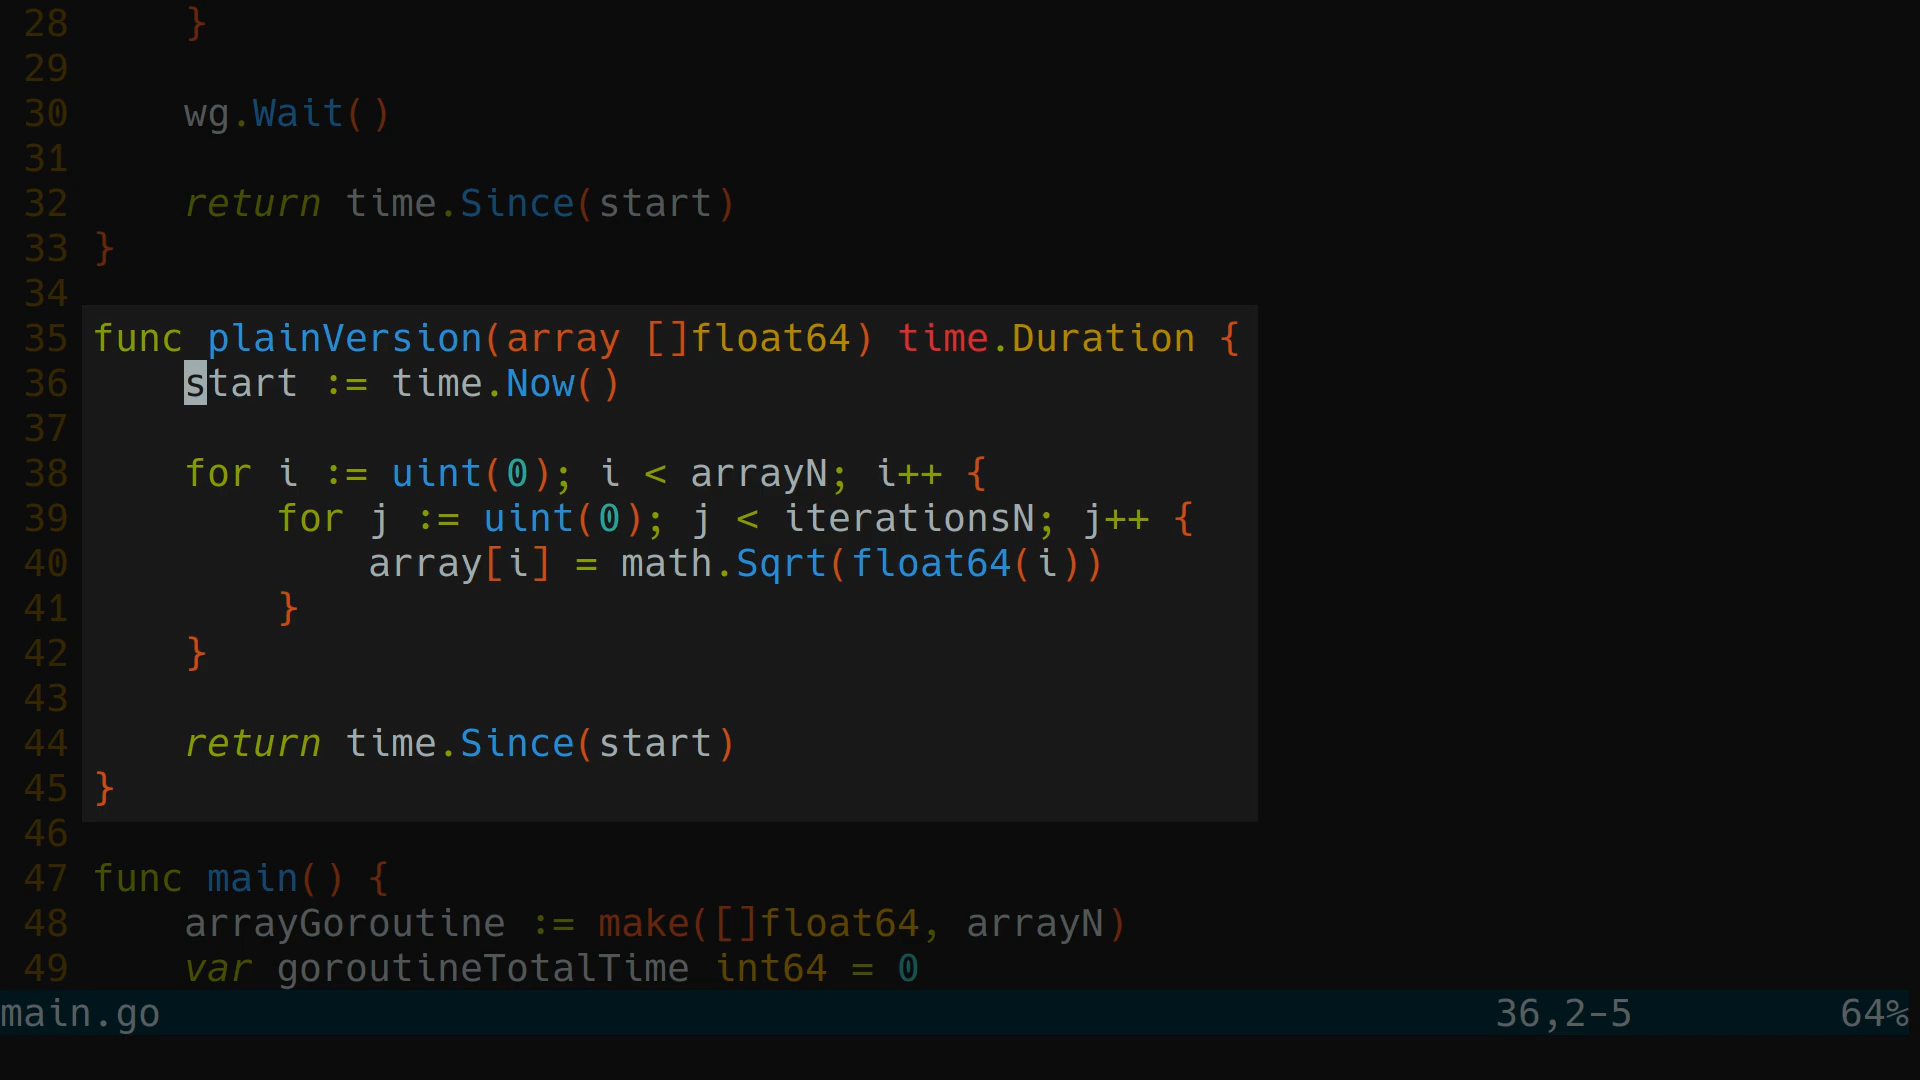 28     }
29
30     wg.Wait()
31
32     return time.Since(start)
33 }
34
35 func plainVersion(array []float64) time.Duration {
36     start := time.Now()
37
38     for i := uint(0); i < arrayN; i++ {
39         for j := uint(0); j < iterationsN; j++ {
40             array[i] = math.Sqrt(float64(i))
41         }
42     }
43
44     return time.Since(start)
45 }
46
47 func main() {
48     arrayGoroutine := make([]float64, arrayN)
49     var goroutineTotalTime int64 = 0
main.go 36,2-5 64%